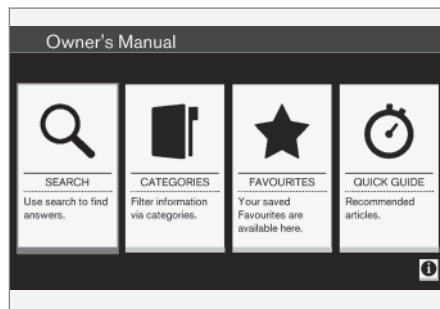 Owner's Manual
SEARCH
Use search to find
answers.
CATEGORIES
Filter information
via categories.
FAVOURITES
Your saved
Favourites are
available here.
QUICK GUIDE
Recommended
articles.
i